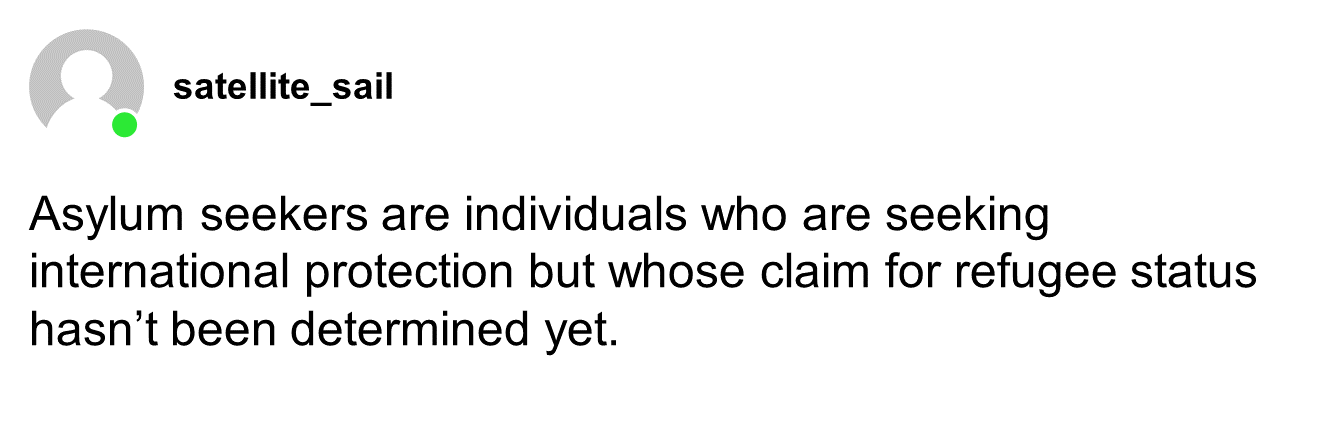 satellite_sail
Asylum seekers are individuals who are seeking
international protection but whose claim for refugee status
hasn’t been determined yet.